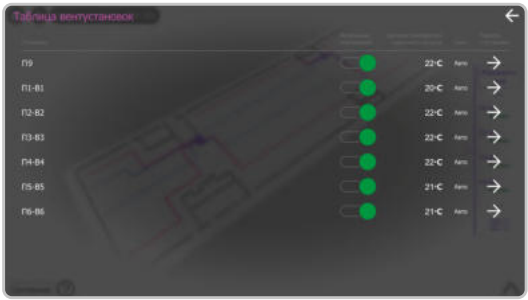 Таблица вентустановок
П9 22°C Авто
П1-В1 20°C Авто
П2-В2 22°C Авто
П3-В3 22°C Авто
П4-В4 22°C Авто
П5-В5 21°C Авто
П6-В6 21°C Авто